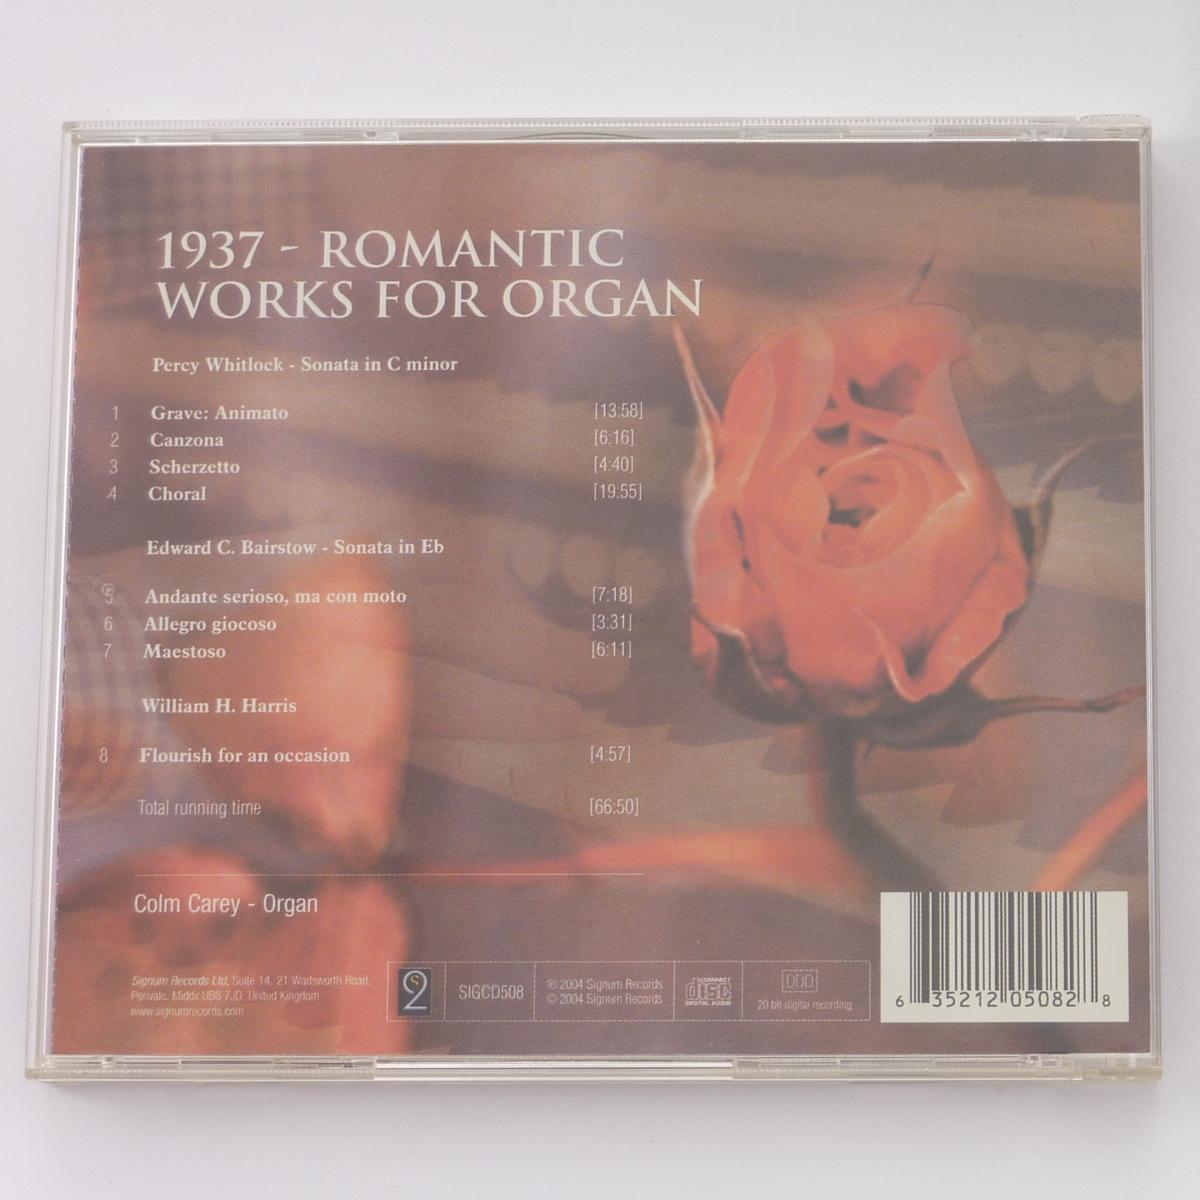 1937 - ROMANTIC
WORKS FOR ORGAN
Percy Whitlock - Sonata in C minor
1 Grave: Animato [13:58]
2 Canzona [6:16]
3 Scherzetto [4:40]
4 Choral [19:55]
Edward C. Bairstow - Sonata in Eb
5 Andante serioso, ma con moto [7:18]
6 Allegro giocoso [3:31]
7 Maestoso [6:11]
William H. Harris
8 Flourish for an occasion [4:57]
Total running time [66:50]
Colm Carey - Organ
Signum Records Ltd, Suite 14, 21 Wadsworth Road,
Perivale, Middx UB6 7JD, United Kingdom
www.signumrecords.com
S2
SIGCD508
℗ 2004 Signum Records
© 2004 Signum Records
COMPACT
disc
DIGITAL AUDIO
DDD
20 bit digital recording
6 35212 05082 8